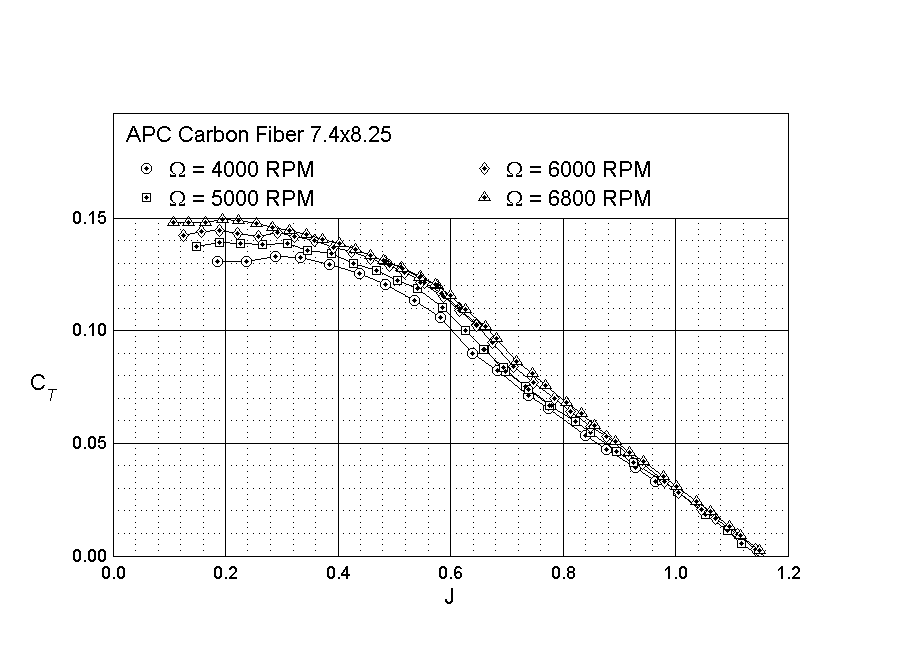 APC Carbon Fiber 7.4x8.25
Ω = 4000 RPM
Ω = 6000 RPM
Ω = 5000 RPM
Ω = 6800 RPM
0.15
0.10
C_T
0.05
0.00
0.0 0.2 0.4 0.6 0.8 1.0 1.2
J